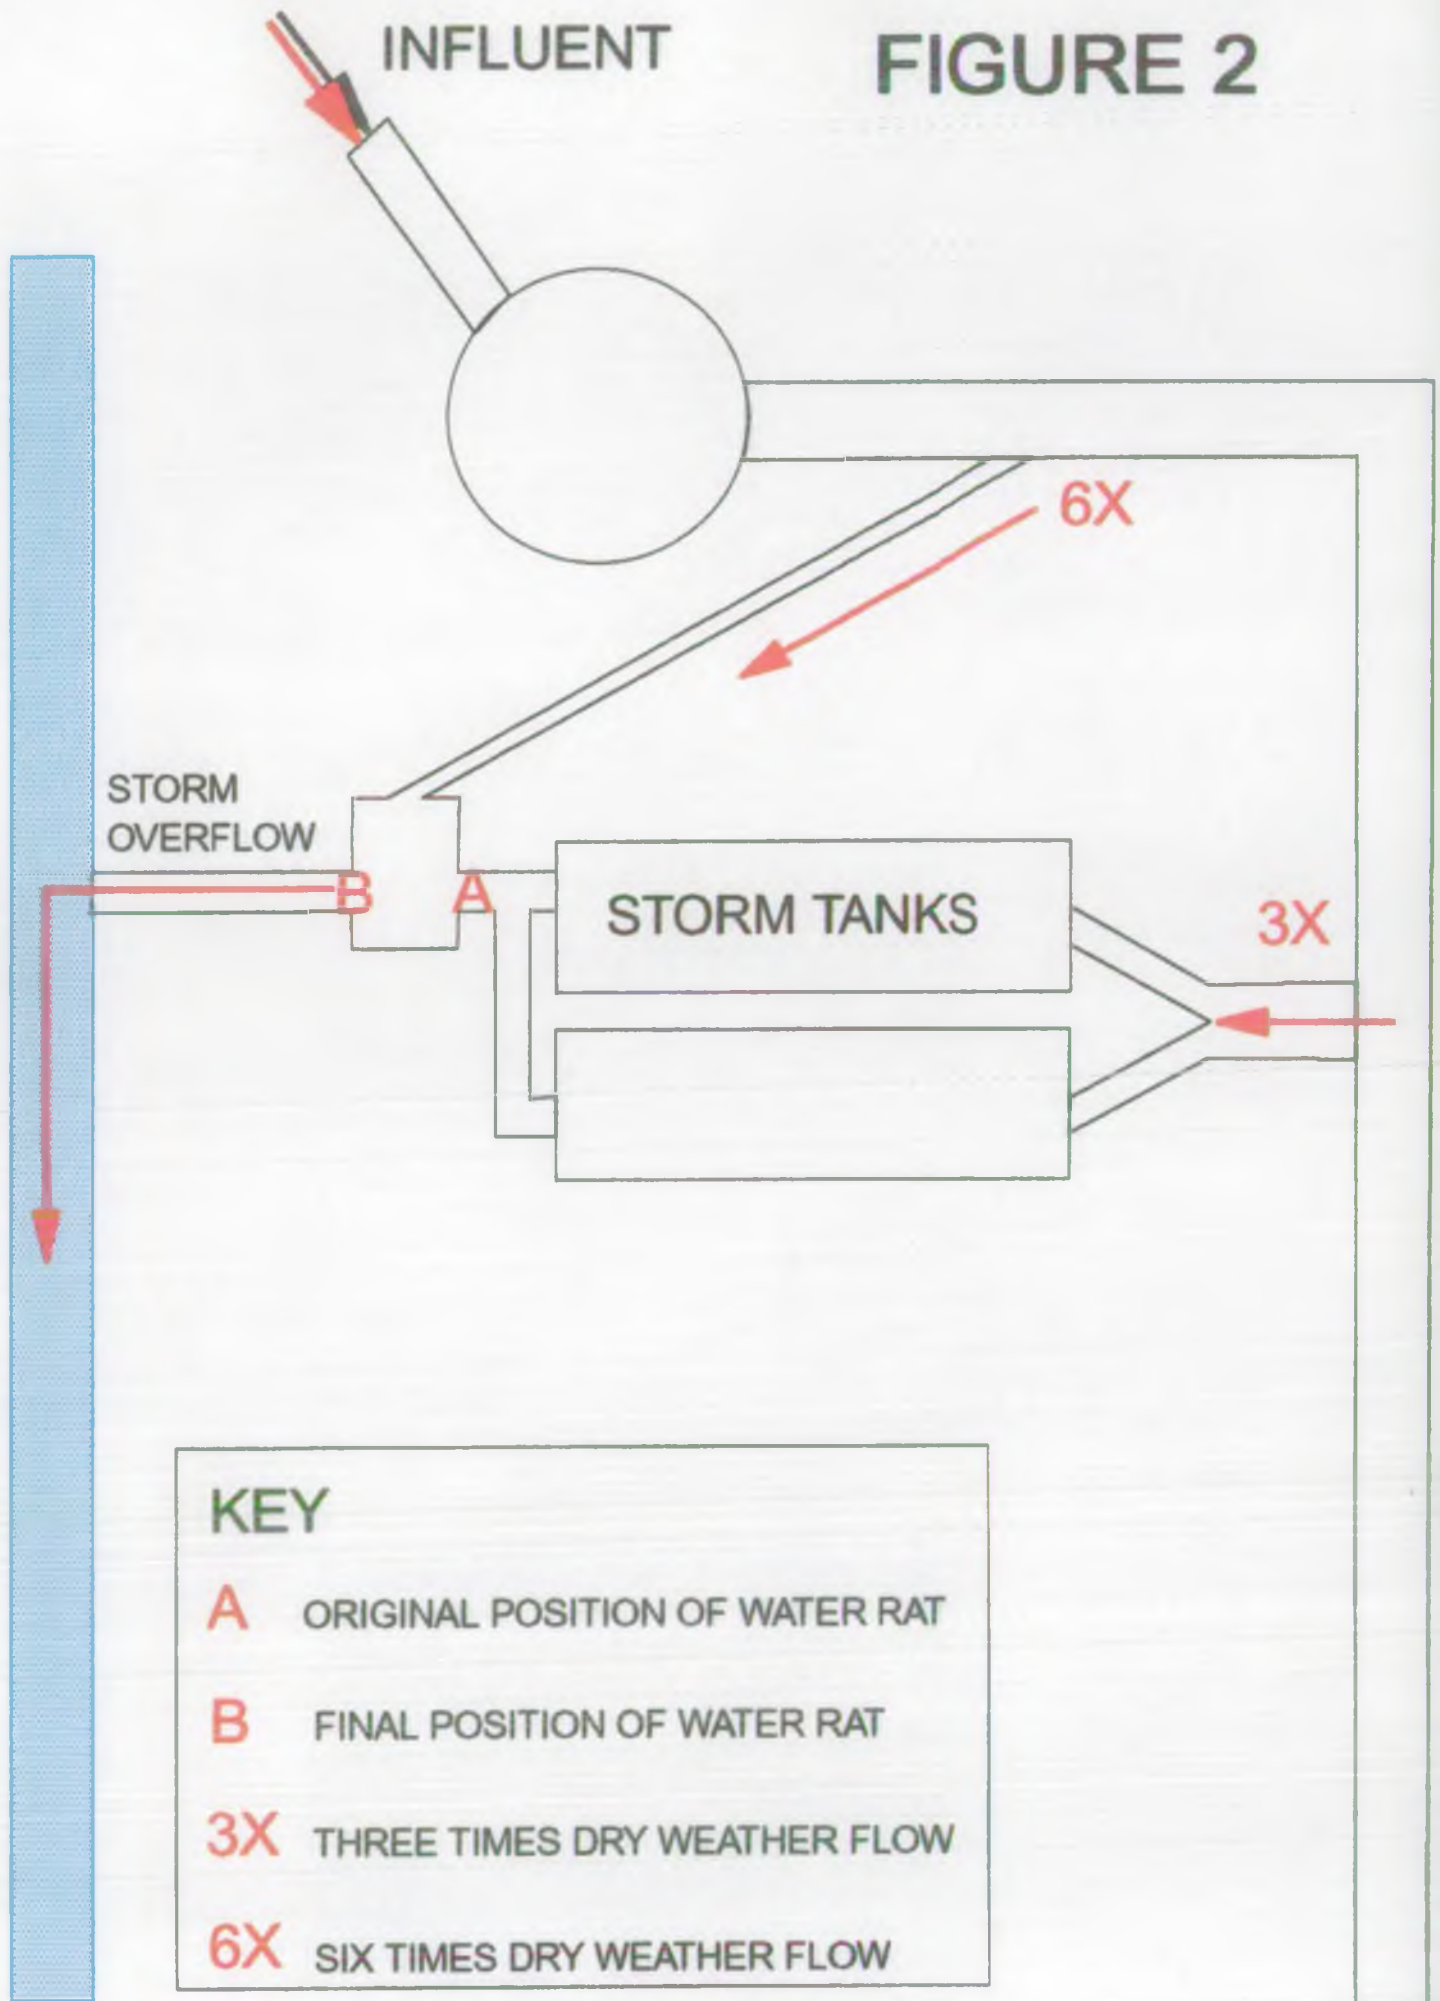 INFLUENT
FIGURE 2
6X
STORM
OVERFLOW
B
A
STORM TANKS
3X
KEY
A ORIGINAL POSITION OF WATER RAT
B FINAL POSITION OF WATER RAT
3X THREE TIMES DRY WEATHER FLOW
6X SIX TIMES DRY WEATHER FLOW